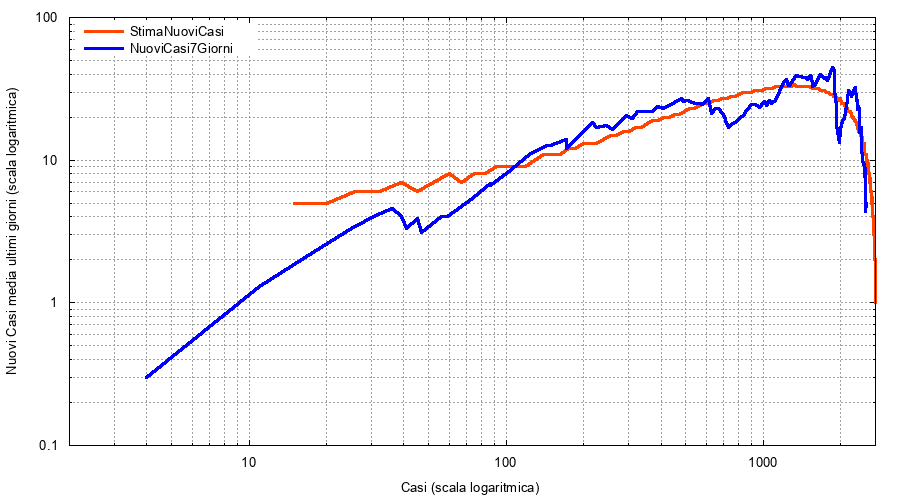 100
StimaNuoviCasi
NuoviCasi7Giorni
10
1
0.1
Nuovi Casi media ultimi giorni (scala logaritmica)
10
100
1000
Casi (scala logaritmica)